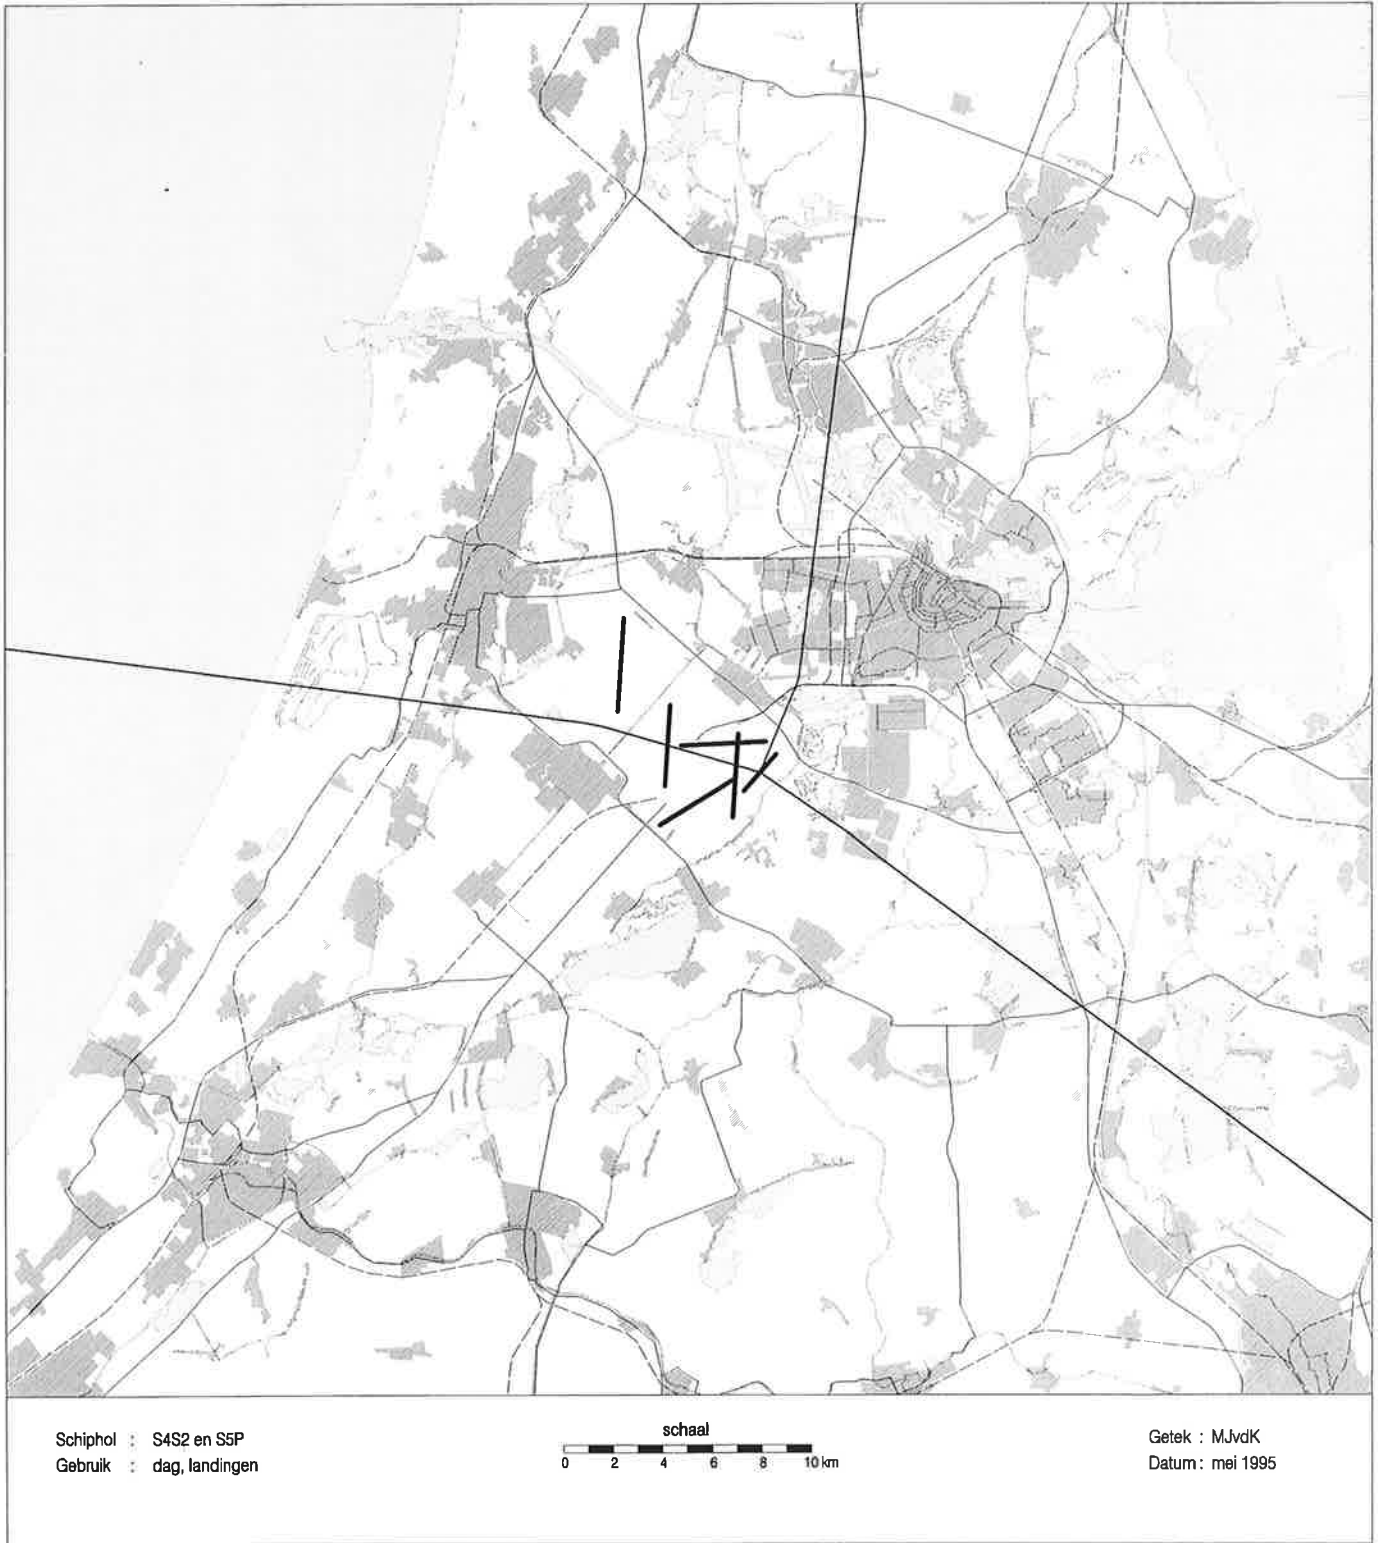 Schiphol : S4S2 en S5P
Gebruik : dag, landingen
schaal
0 2 4 6 8 10 km
Getek : MJvdK
Datum : mei 1995